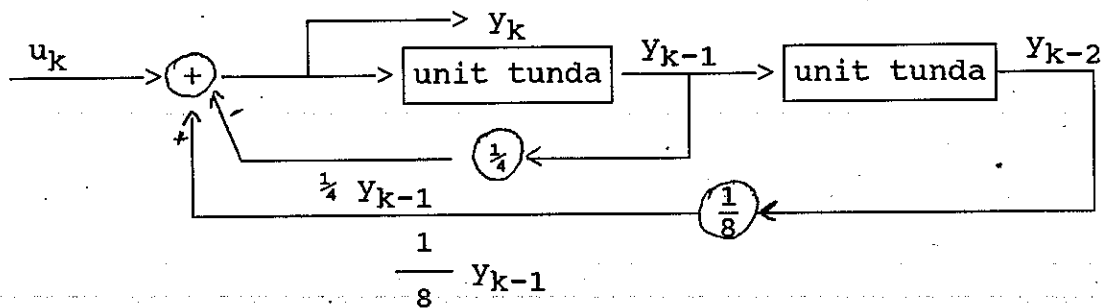 y_k
u_k + unit tunda y_{k-1} unit tunda y_{k-2}
-
+ ¼
¼ y_{k-1} 1/8
1/8 y_{k-1}